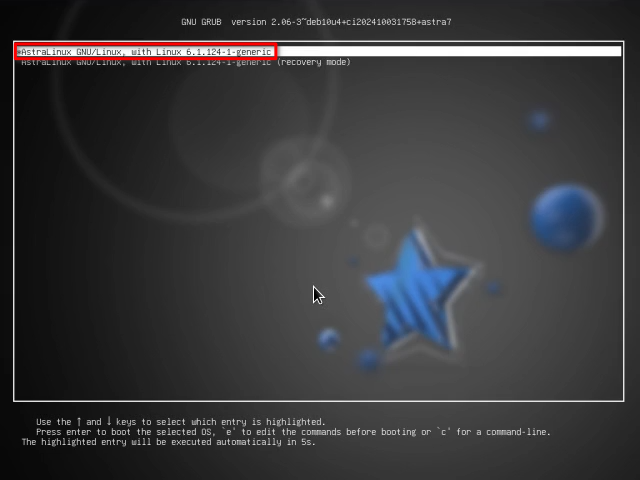 GNU GRUB  version 2.06-3~deb10u4+ci202410031758+astra7
*AstraLinux GNU/Linux, with Linux 6.1.124-1-generic
AstraLinux GNU/Linux, with Linux 6.1.124-1-generic (recovery mode)
Use the ↑ and ↓ keys to select which entry is highlighted.
Press enter to boot the selected OS, `e' to edit the commands before booting or `c' for a command-line.
The highlighted entry will be executed automatically in 5s.